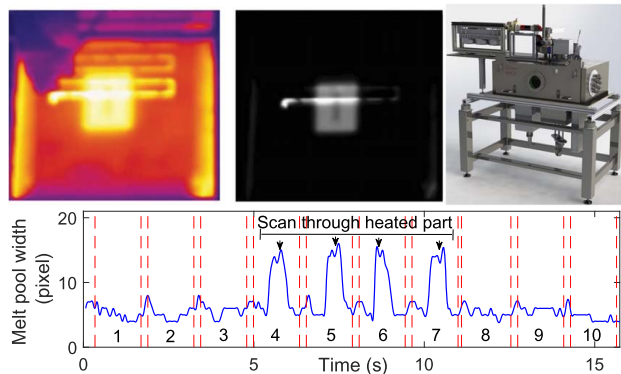 20
Scan through heated part
10
0
Melt pool width
(pixel)
1 2 3 4 5 6 7 8 9 10
0 5 10 15
Time (s)